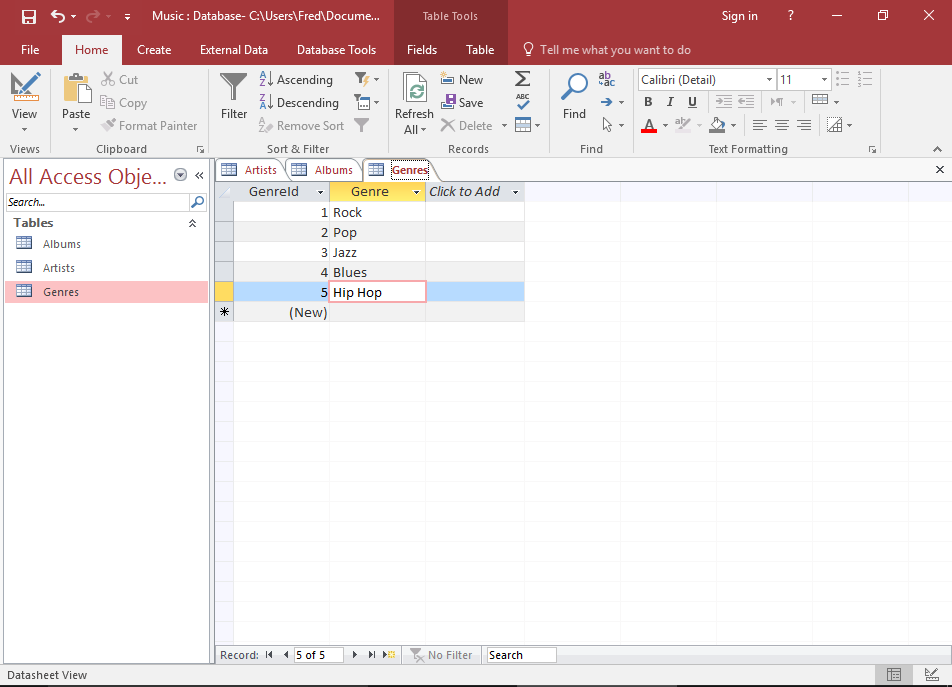 Music : Database- C:\Users\Fred\Docume... Table Tools Sign in ?
File Home Create External Data Database Tools Fields Table Tell me what you want to do
View
Views
Paste
Cut
Copy
Format Painter
Clipboard
Filter
Ascending
Descending
Remove Sort
Sort & Filter
Refresh
All
New
Save
Delete
ABC
Records
Find
ab
ac
Find
Calibri (Detail) 11
B I U
A ab
Text Formatting
All Access Obje...
Search...
Tables
Albums
Artists
Genres
Artists Albums Genres
GenreId Genre Click to Add
1 Rock
2 Pop
3 Jazz
4 Blues
5 Hip Hop
(New)
Record: 5 of 5 No Filter Search
Datasheet View